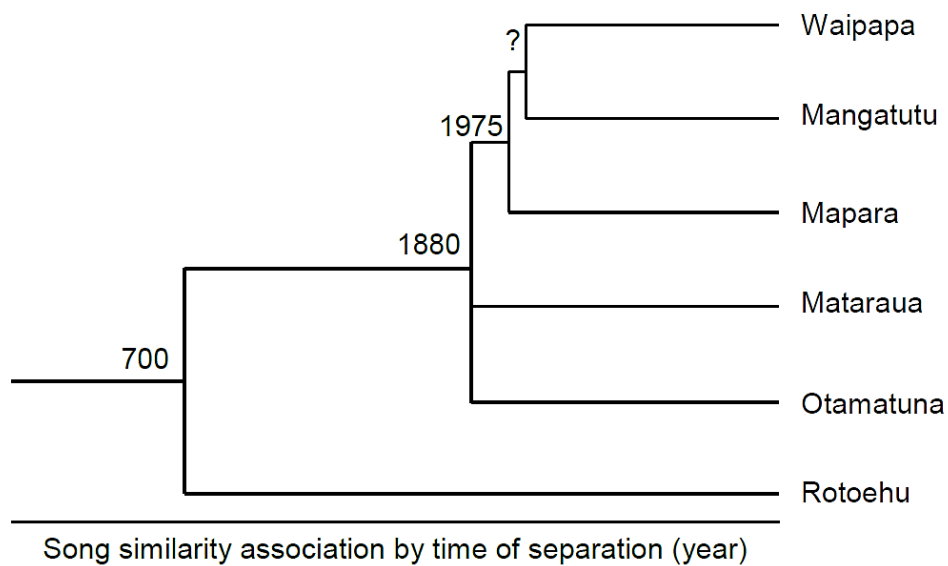 Waipapa
?
Mangatutu
1975
Mapara
1880
Mataraua
700
Otamatuna
Rotoehu
Song similarity association by time of separation (year)